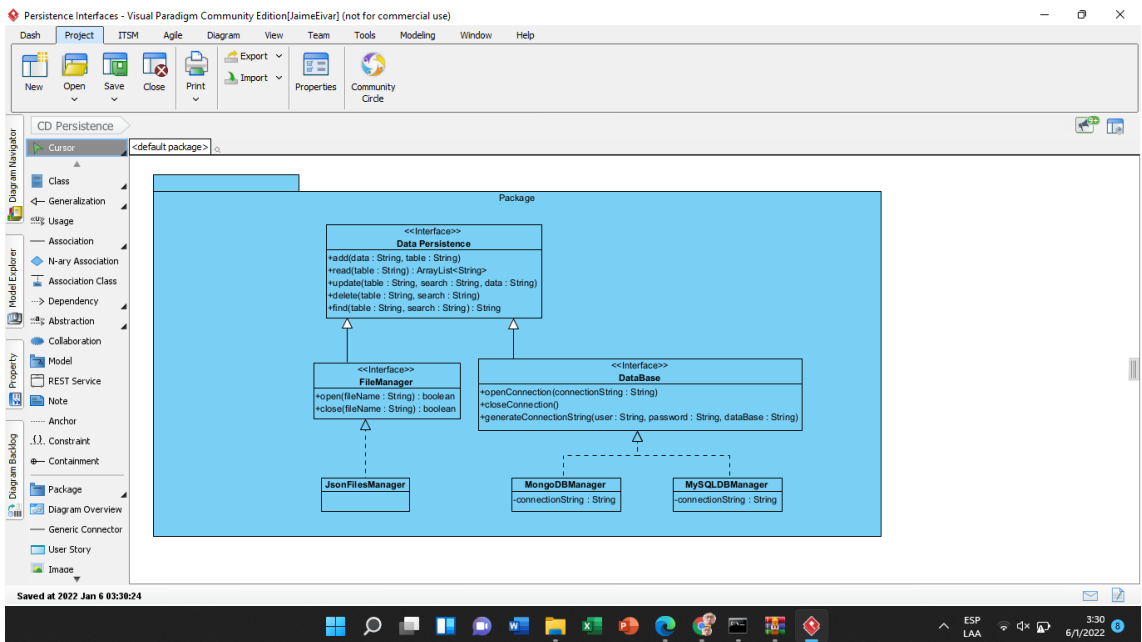 Persistence Interfaces - Visual Paradigm Community Edition[JaimeEivar] (not for commercial use)
Dash Project ITSM Agile Diagram View Team Tools Modeling Window Help
New Open Save Close Print Export Import Properties Community Circle
CD Persistence
<default package>
Diagram Navigator
Model Explorer
Property
Diagram Backlog
Cursor
Class
Generalization
«U» Usage
Association
N-ary Association
Association Class
Dependency
«a» Abstraction
Collaboration
Model
REST Service
Note
Anchor
{.} Constraint
Containment
Package
Diagram Overview
Generic Connector
User Story
Image
Package
<<Interface>>
Data Persistence
+add(data : String, table : String)
+read(table : String) : ArrayList<String>
+update(table : String, search : String, data : String)
+delete(table : String, search : String)
+find(table : String, search : String) : String
<<Interface>>
FileManager
+open(fileName : String) : boolean
+close(fileName : String) : boolean
<<Interface>>
DataBase
+openConnection(connectionString : String)
+closeConnection()
+generateConnectionString(user : String, password : String, dataBase : String)
JsonFilesManager
MongoDBManager
-connectionString : String
MySQLDBManager
-connectionString : String
Saved at 2022 Jan 6 03:30:24
ESP
LAA
3:30
6/1/2022
8